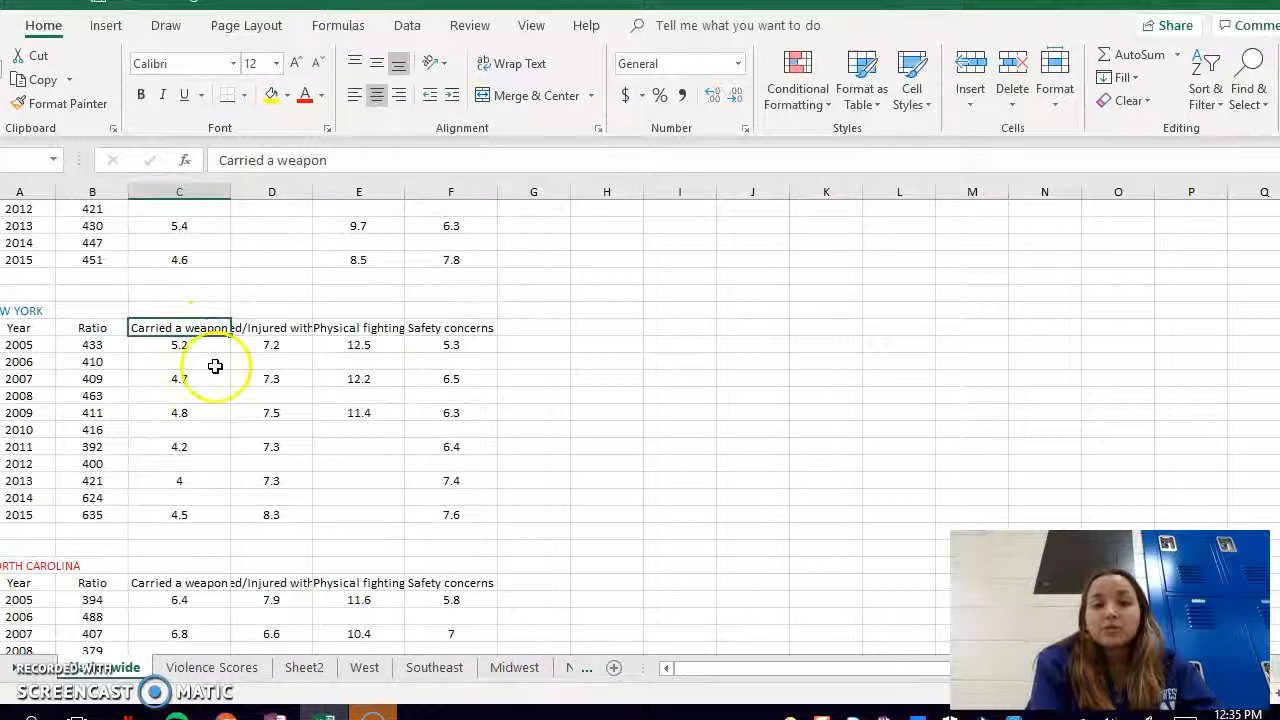 Home Insert Page Layout Formulas Data Review View Help Tell me what you want to do Share
Cut
Copy
Format Painter
Clipboard
Calibri 12
B I U
Font
Wrap Text
Merge & Center
Alignment
General
$ %
Number
Conditional Formatting
Format as Table
Cell Styles
Styles
Insert Delete Format
Cells
AutoSum
Fill
Clear
Sort & Filter
Find & Select
Editing
fx Carried a weapon
A B C D E F G H I J K L M N O P Q
2012 421
2013 430 5.4 9.7 6.3
2014 447
2015 451 4.6 8.5 7.8
W YORK
Year Ratio Carried a weapon ed/Injured with Physical fighting Safety concerns
2005 433 5.2 7.2 12.5 5.3
2006 410
2007 409 4.7 7.3 12.2 6.5
2008 463
2009 411 4.8 7.5 11.4 6.3
2010 416
2011 392 4.2 7.3 6.4
2012 400
2013 421 4 7.3 7.4
2014 624
2015 635 4.5 8.3 7.6
ORTH CAROLINA
Year Ratio Carried a weapon ed/Injured with Physical fighting Safety concerns
2005 394 6.4 7.9 11.6 5.8
2006 488
2007 407 6.8 6.6 10.4 7
2008 379
wide Violence Scores Sheet2 West Southeast Midwest N ...
RECORDED WITH
SCREENCAST MATIC
12:35 PM